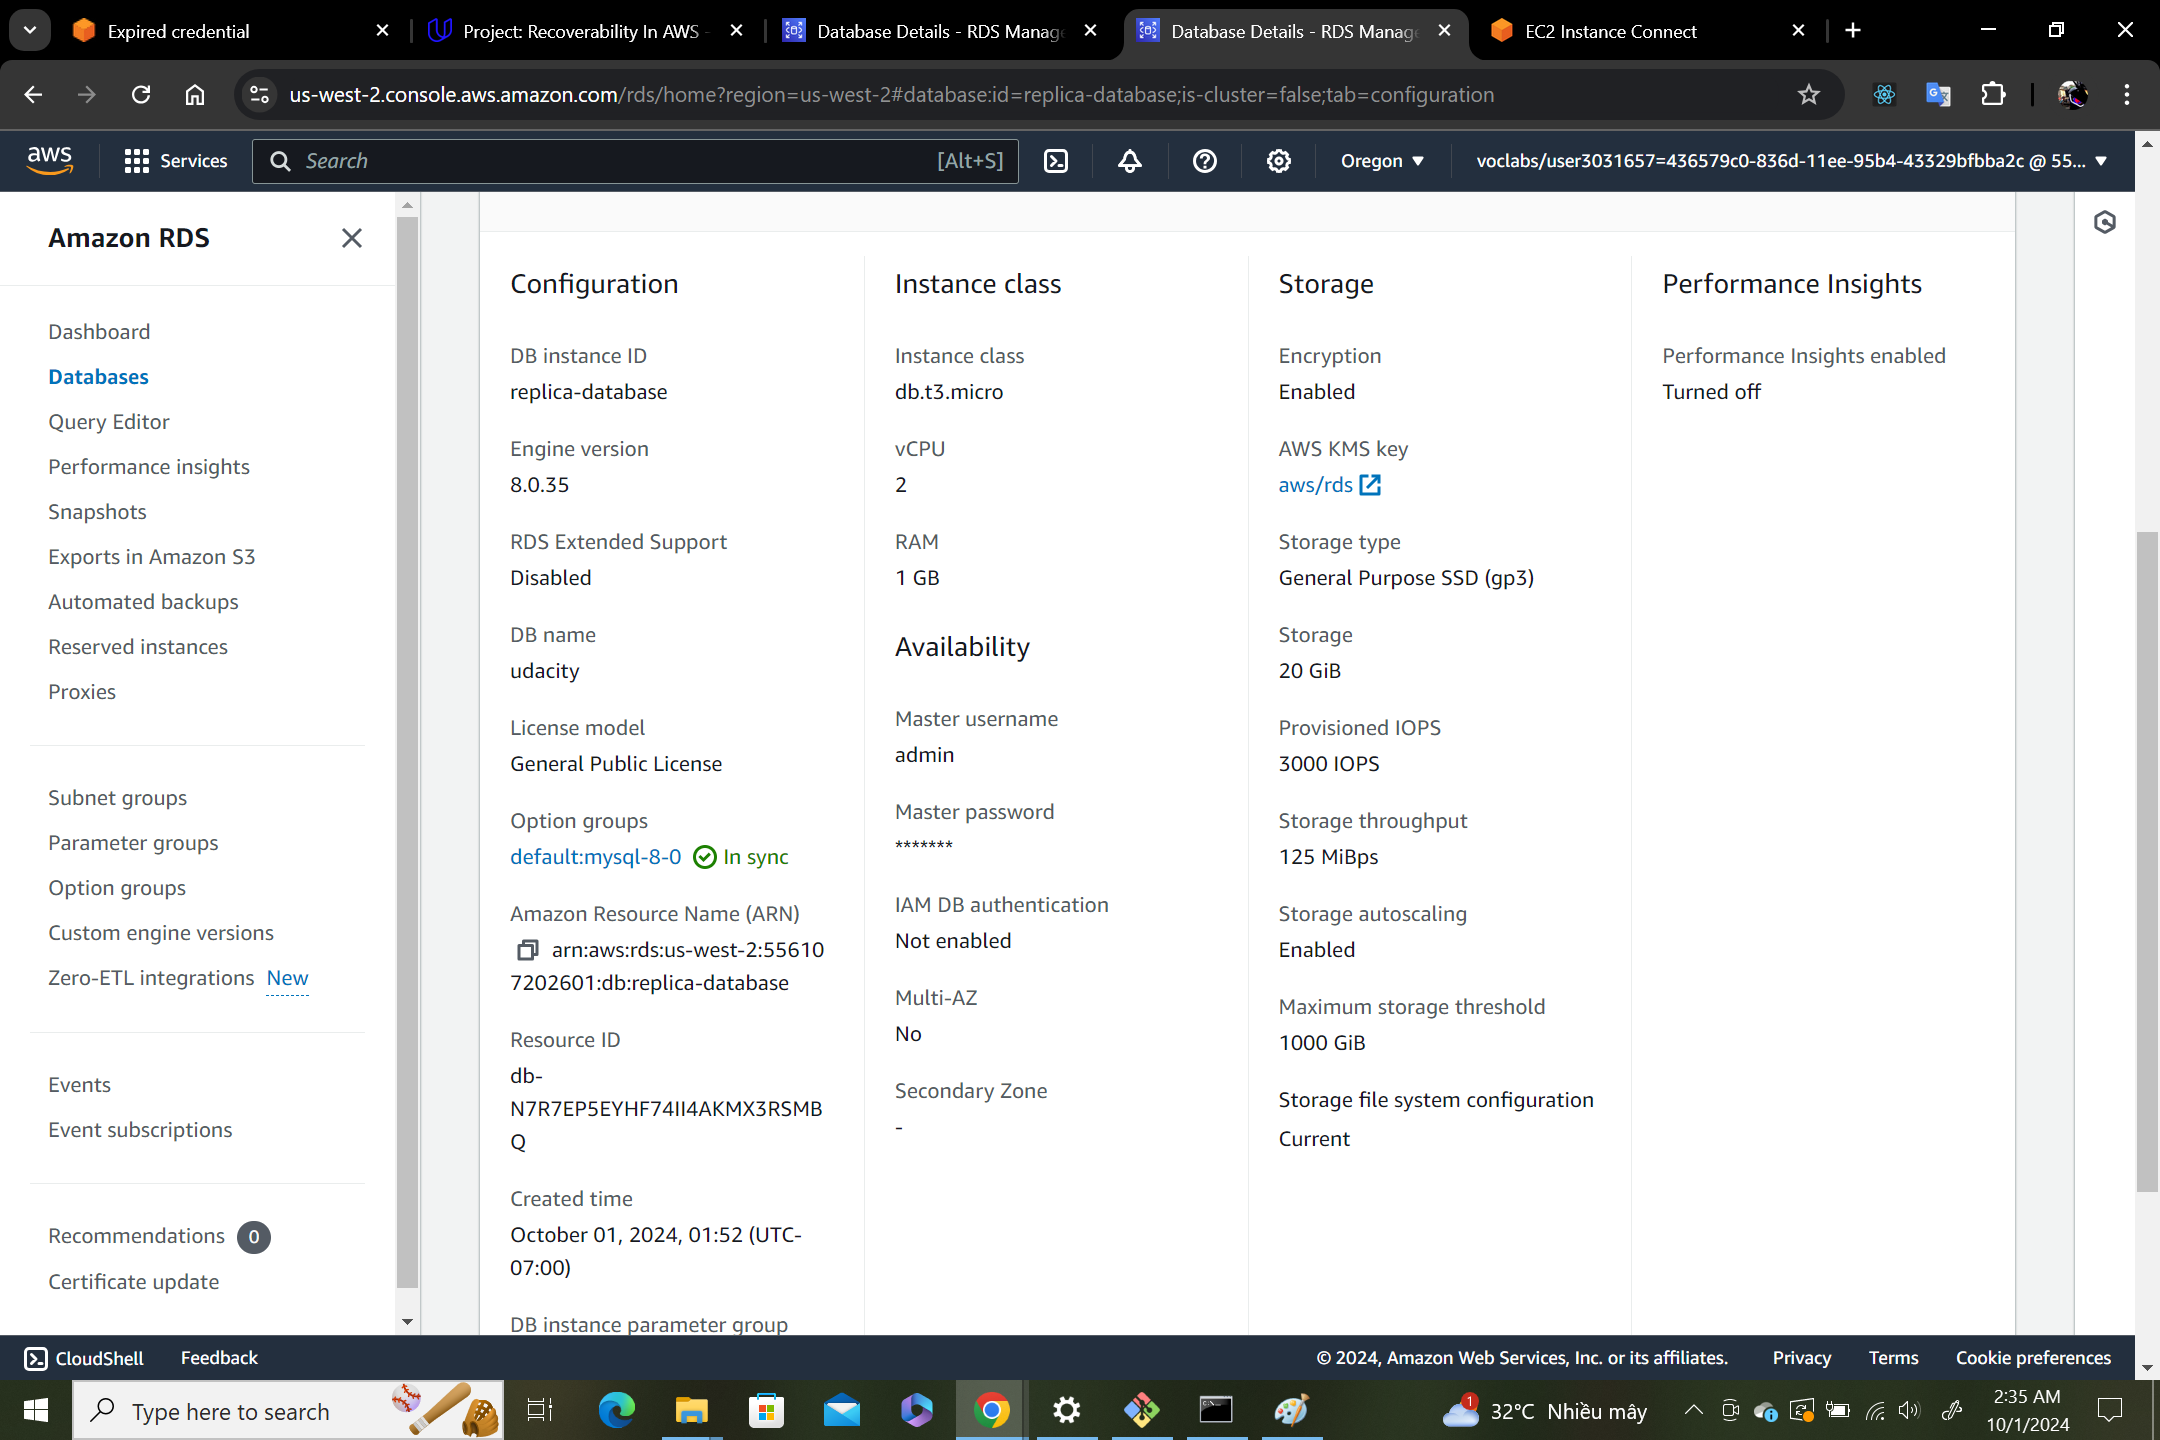 Expired credential
Project: Recoverability In AWS -
Database Details - RDS Manag
Database Details - RDS Manag
EC2 Instance Connect
us-west-2.console.aws.amazon.com/rds/home?region=us-west-2#database:id=replica-database;is-cluster=false;tab=configuration
aws
Services
Search
[Alt+S]
Oregon
voclabs/user3031657=436579c0-836d-11ee-95b4-43329bfbba2c @ 55...
Amazon RDS
Dashboard
Databases
Query Editor
Performance insights
Snapshots
Exports in Amazon S3
Automated backups
Reserved instances
Proxies
Subnet groups
Parameter groups
Option groups
Custom engine versions
Zero-ETL integrations New
Events
Event subscriptions
Recommendations 0
Certificate update
Configuration
DB instance ID
replica-database
Engine version
8.0.35
RDS Extended Support
Disabled
DB name
udacity
License model
General Public License
Option groups
default:mysql-8-0 In sync
Amazon Resource Name (ARN)
arn:aws:rds:us-west-2:55610
7202601:db:replica-database
Resource ID
db-
N7R7EP5EYHF74II4AKMX3RSMB
Q
Created time
October 01, 2024, 01:52 (UTC-
07:00)
DB instance parameter group
Instance class
Instance class
db.t3.micro
vCPU
2
RAM
1 GB
Availability
Master username
admin
Master password
*******
IAM DB authentication
Not enabled
Multi-AZ
No
Secondary Zone
-
Storage
Encryption
Enabled
AWS KMS key
aws/rds
Storage type
General Purpose SSD (gp3)
Storage
20 GiB
Provisioned IOPS
3000 IOPS
Storage throughput
125 MiBps
Storage autoscaling
Enabled
Maximum storage threshold
1000 GiB
Storage file system configuration
Current
Performance Insights
Performance Insights enabled
Turned off
CloudShell
Feedback
© 2024, Amazon Web Services, Inc. or its affiliates.
Privacy
Terms
Cookie preferences
Type here to search
1
32°C Nhiều mây
2:35 AM
10/1/2024